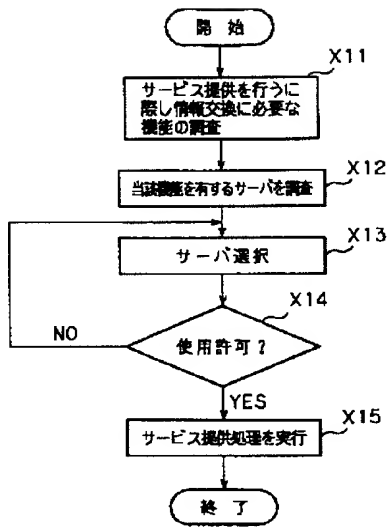 開始
X11
サービス提供を行うに
際し情報交換に必要な
機能の調査
X12
当該機能を有するサーバを調査
X13
サーバ選択
X14
使用許可?
NO
YES
X15
サービス提供処理を実行
終了